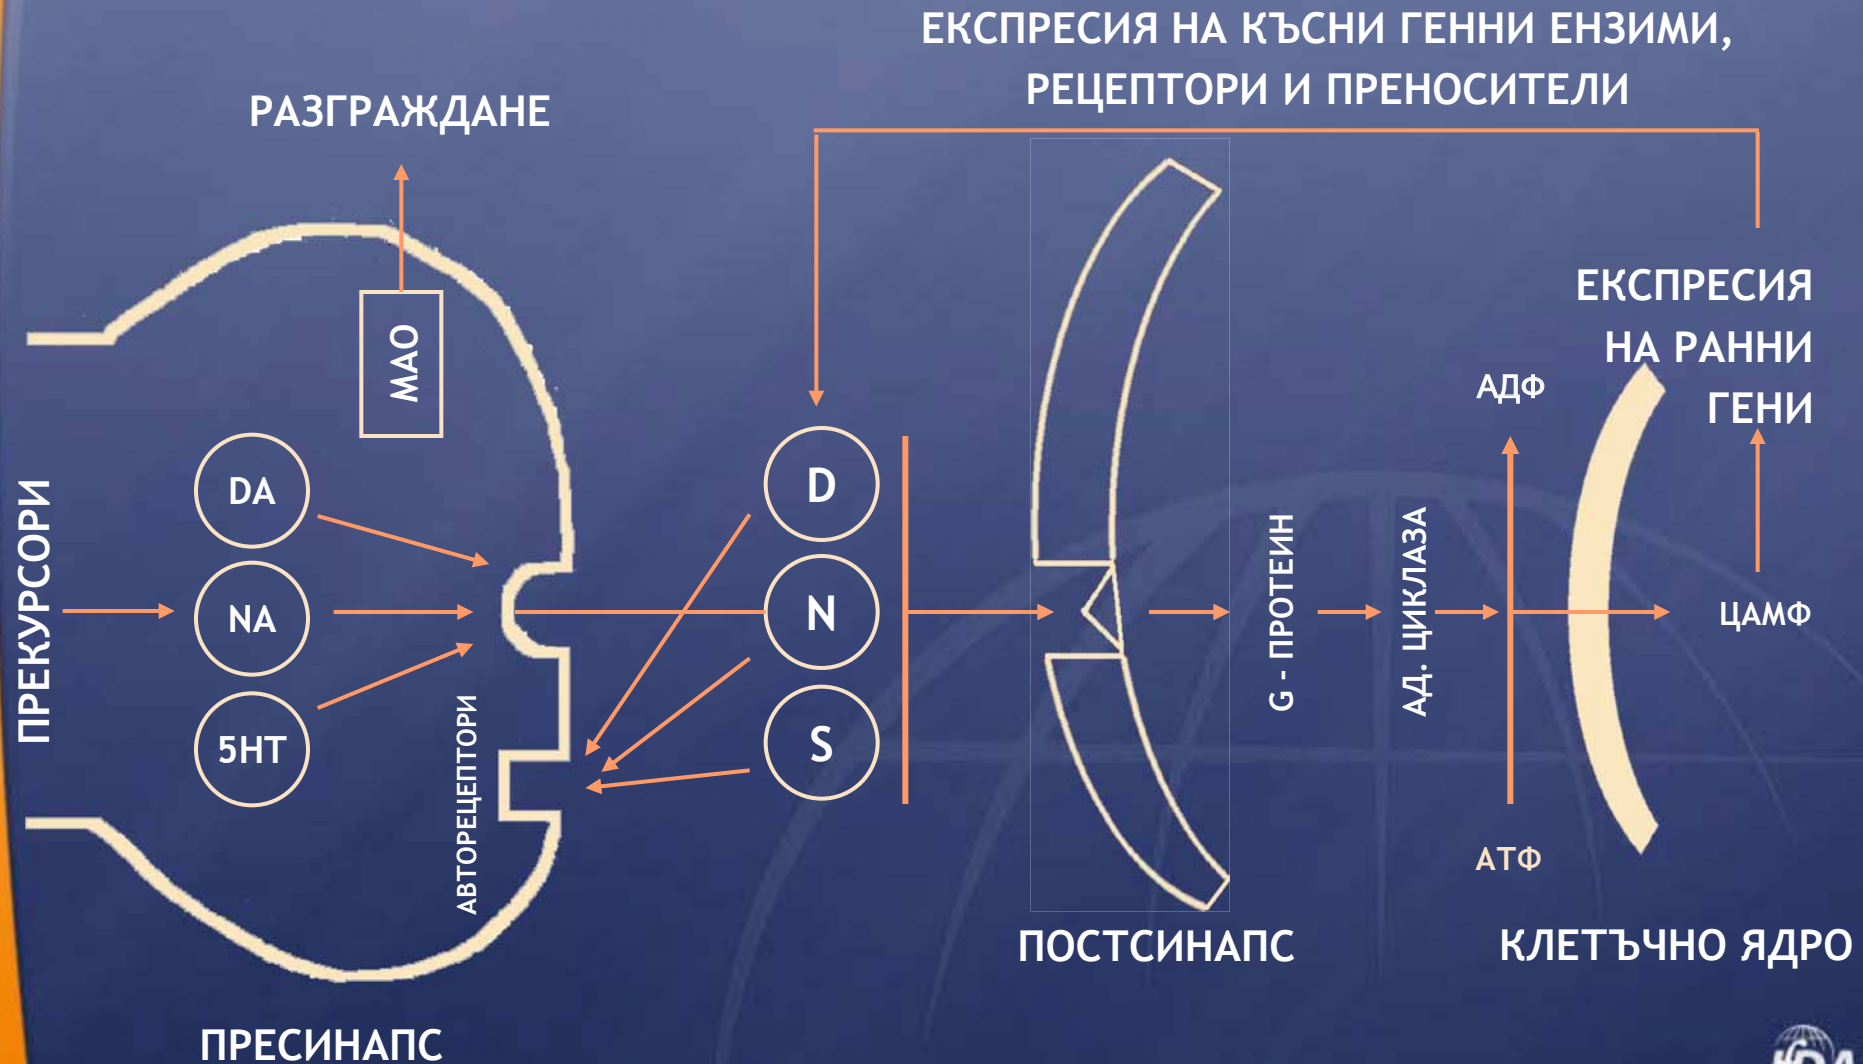 ЕКСПРЕСИЯ НА КЪСНИ ГЕННИ ЕНЗИМИ,
РЕЦЕПТОРИ И ПРЕНОСИТЕЛИ
РАЗГРАЖДАНЕ
МАО
ЕКСПРЕСИЯ
НА РАННИ
ГЕНИ
АДФ
ПРЕКУРСОРИ
DA
NA
5HT
АВТОРЕЦЕПТОРИ
D
N
S
G - ПРОТЕИН
АД. ЦИКЛАЗА
ЦАМФ
АТФ
ПОСТСИНАПС
КЛЕТЪЧНО ЯДРО
ПРЕСИНАПС